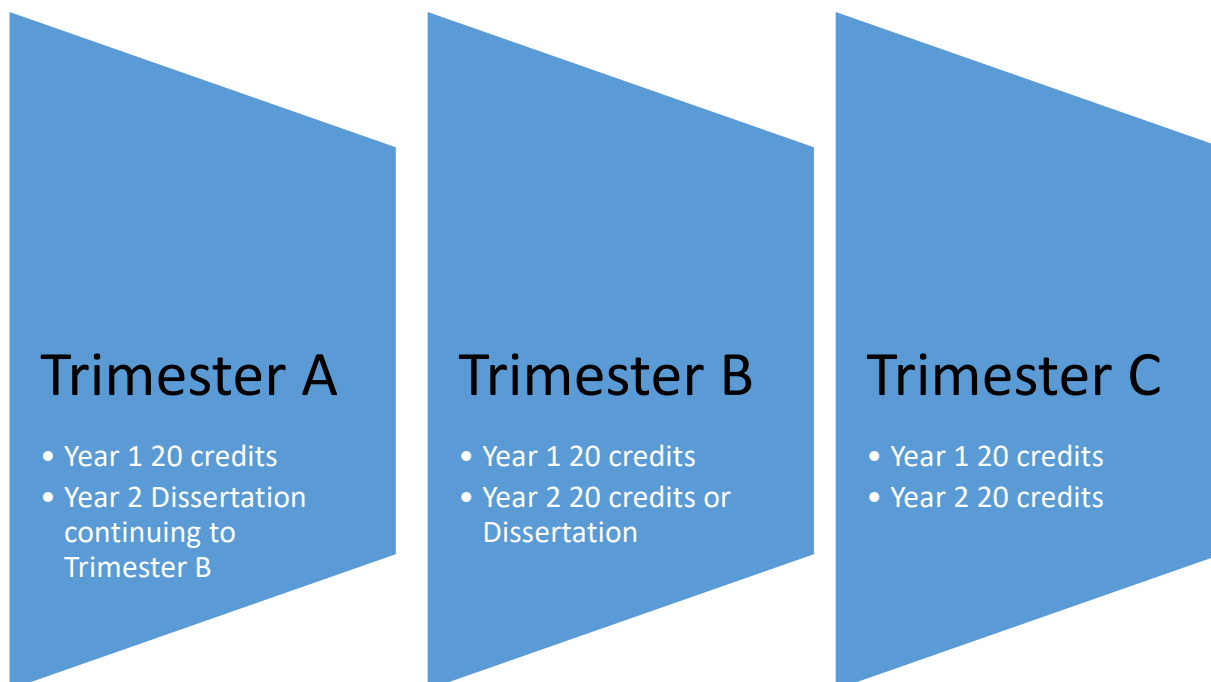 Trimester A
• Year 1 20 credits
• Year 2 Dissertation
continuing to
Trimester B
Trimester B
• Year 1 20 credits
• Year 2 20 credits or
Dissertation
Trimester C
• Year 1 20 credits
• Year 2 20 credits